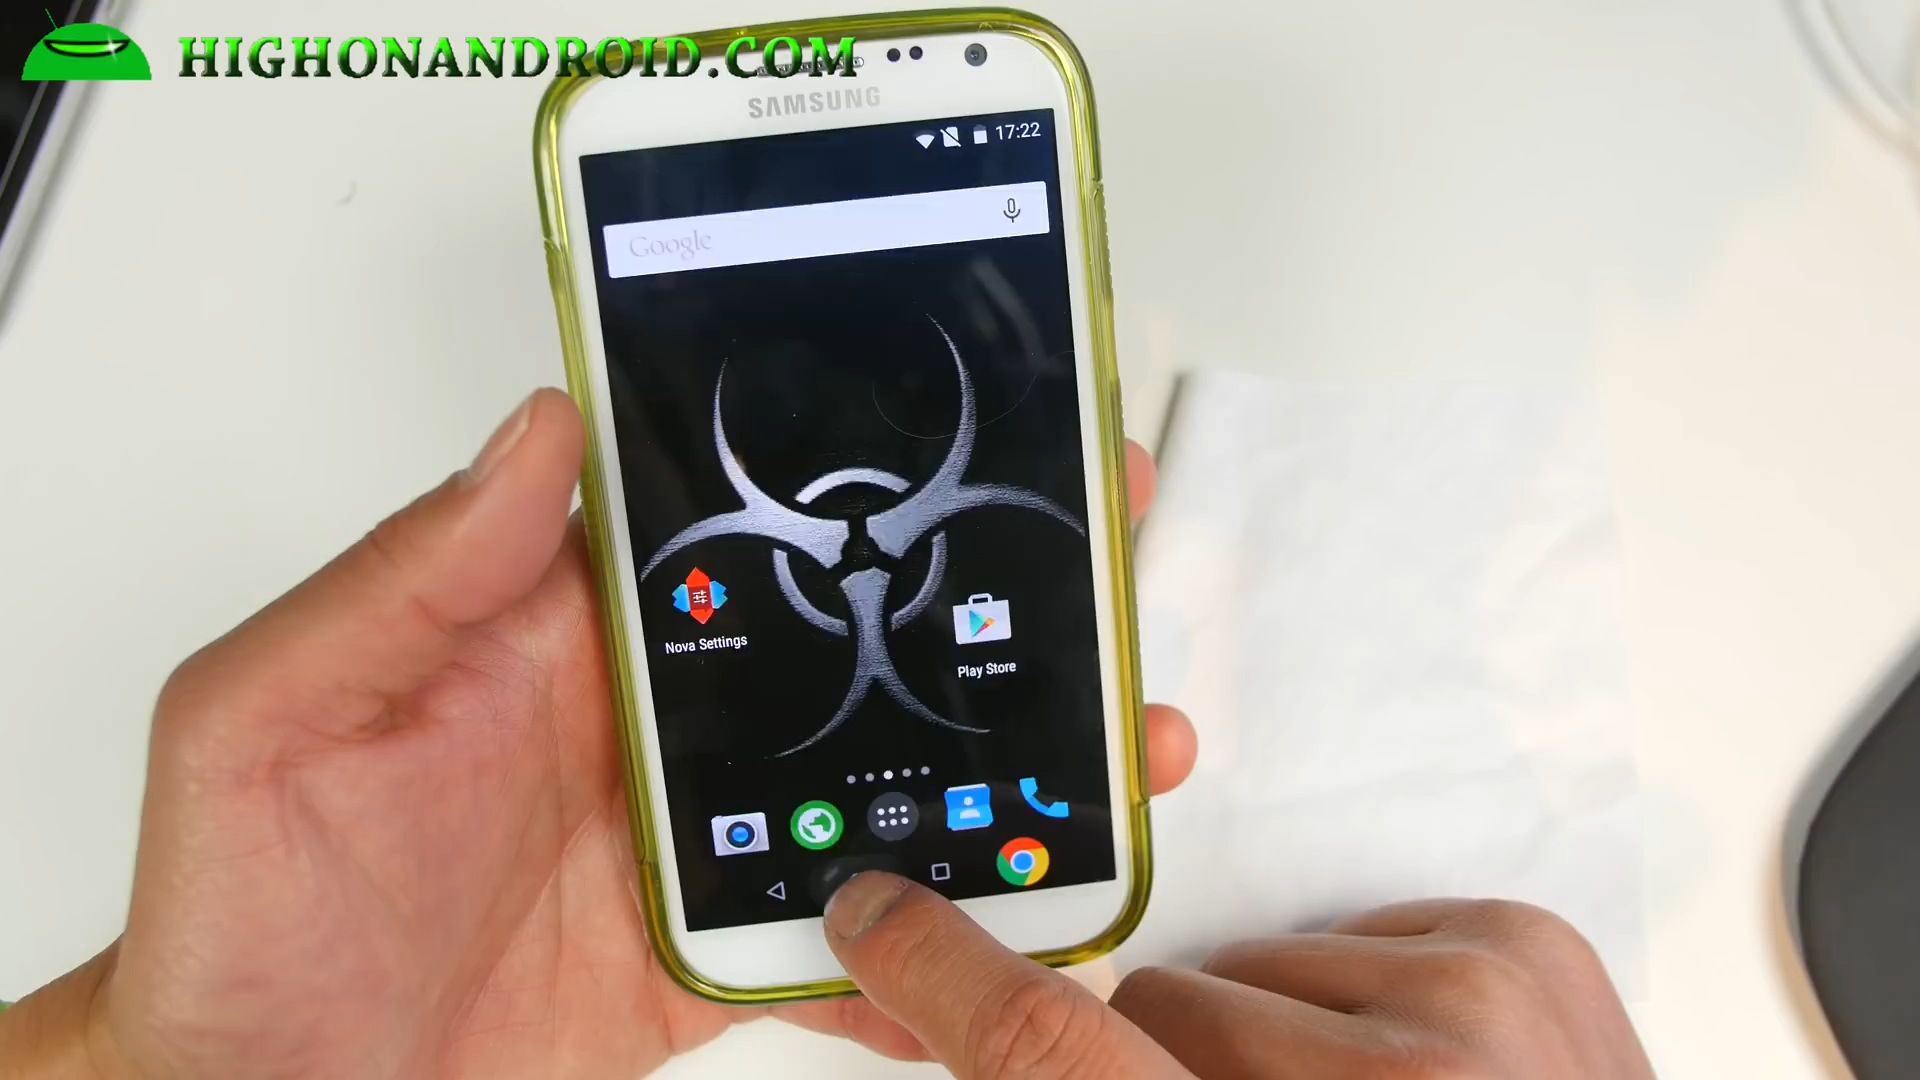 HIGHONANDROID.COM
SAMSUNG
17:22
Google
Nova Settings
Play Store